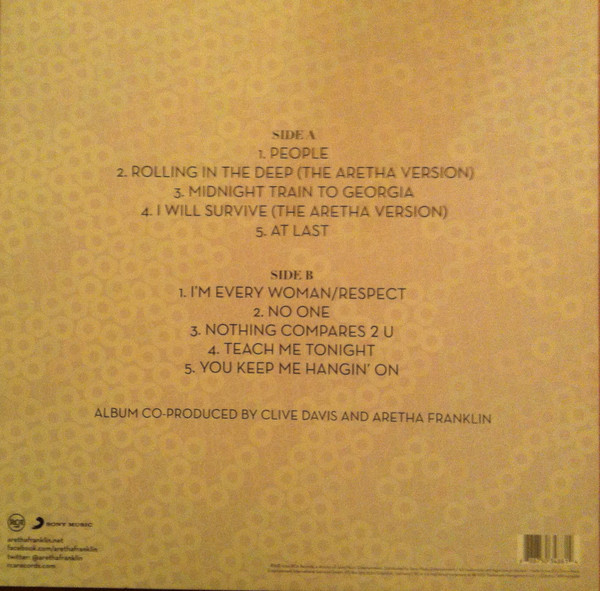 SIDE A
1. PEOPLE
2. ROLLING IN THE DEEP (THE ARETHA VERSION)
3. MIDNIGHT TRAIN TO GEORGIA
4. I WILL SURVIVE (THE ARETHA VERSION)
5. AT LAST
SIDE B
1. I'M EVERY WOMAN/RESPECT
2. NO ONE
3. NOTHING COMPARES 2 U
4. TEACH ME TONIGHT
5. YOU KEEP ME HANGIN' ON
ALBUM CO-PRODUCED BY CLIVE DAVIS AND ARETHA FRANKLIN
RCA SONY MUSIC
arethafranklin.net
facebook.com/arethafranklin
twitter: @arethafranklin
rcarecords.com